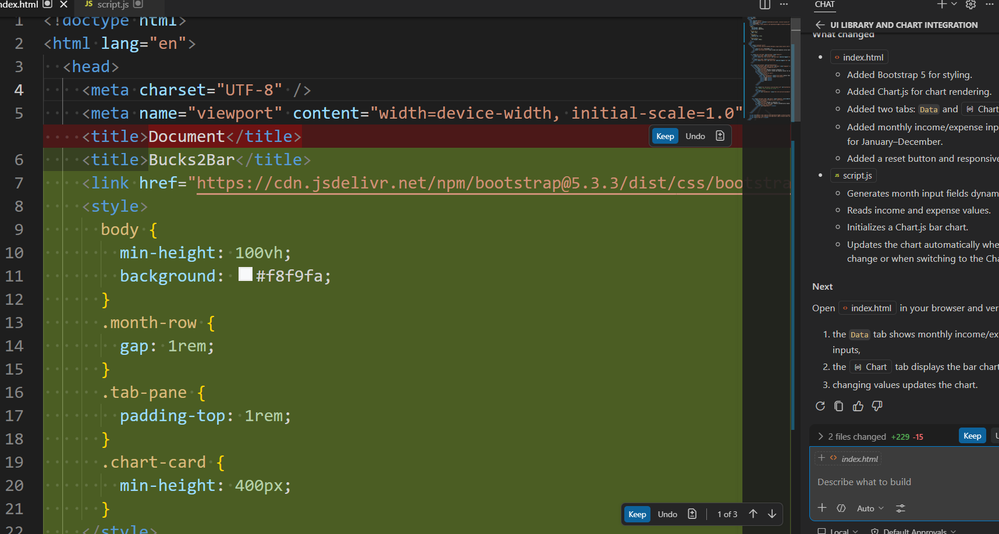 ndex.html
JS script.js
1 <!doctype html>
2 <html lang="en">
3 <head>
4 <meta charset="UTF-8" />
5 <meta name="viewport" content="width=device-width, initial-scale=1.0"
<title>Document</title>
Keep Undo
6 <title>Bucks2Bar</title>
7 <link href="https://cdn.jsdelivr.net/npm/bootstrap@5.3.3/dist/css/bootstra
8 <style>
9 body {
10 min-height: 100vh;
11 background: #f8f9fa;
12 }
13 .month-row {
14 gap: 1rem;
15 }
16 .tab-pane {
17 padding-top: 1rem;
18 }
19 .chart-card {
20 min-height: 400px;
21 }
22 </style>
Keep Undo 1 of 3
CHAT
UI LIBRARY AND CHART INTEGRATION
What changed
index.html
Added Bootstrap 5 for styling.
Added Chart.js for chart rendering.
Added two tabs: Data and Chart
Added monthly income/expense inp
for January–December.
Added a reset button and responsive
JS script.js
Generates month input fields dynam
Reads income and expense values.
Initializes a Chart.js bar chart.
Updates the chart automatically whe
change or when switching to the Cha
Next
Open index.html in your browser and ver
1. the Data tab shows monthly income/ex
inputs,
2. the Chart tab displays the bar chart
3. changing values updates the chart.
2 files changed +229 -15
Keep U
index.html
Describe what to build
Auto
Local Default Approvals